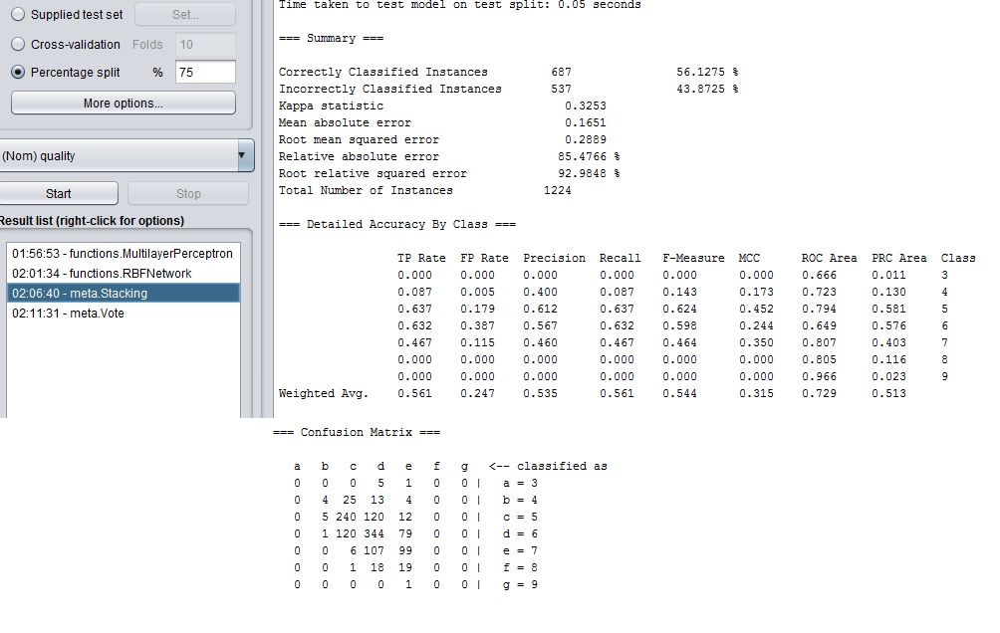 Supplied test set Set...
Cross-validation Folds 10
Percentage split % 75
More options...
(Nom) quality
Start Stop
Result list (right-click for options)
01:56:53 - functions.MultilayerPerceptron
02:01:34 - functions.RBFNetwork
02:06:40 - meta.Stacking
02:11:31 - meta.Vote
Time taken to test model on test split: 0.05 seconds
=== Summary ===
Correctly Classified Instances 687 56.1275 %
Incorrectly Classified Instances 537 43.8725 %
Kappa statistic 0.3253
Mean absolute error 0.1651
Root mean squared error 0.2889
Relative absolute error 85.4766 %
Root relative squared error 92.9848 %
Total Number of Instances 1224
=== Detailed Accuracy By Class ===
TP Rate FP Rate Precision Recall F-Measure MCC ROC Area PRC Area Class
0.000 0.000 0.000 0.000 0.000 0.000 0.666 0.011 3
0.087 0.005 0.400 0.087 0.143 0.173 0.723 0.130 4
0.637 0.179 0.612 0.637 0.624 0.452 0.794 0.581 5
0.632 0.387 0.567 0.632 0.598 0.244 0.649 0.576 6
0.467 0.115 0.460 0.467 0.464 0.350 0.807 0.403 7
0.000 0.000 0.000 0.000 0.000 0.000 0.805 0.116 8
0.000 0.000 0.000 0.000 0.000 0.000 0.966 0.023 9
Weighted Avg. 0.561 0.247 0.535 0.561 0.544 0.315 0.729 0.513
=== Confusion Matrix ===
a b c d e f g <-- classified as
0 0 0 5 1 0 0 | a = 3
0 4 25 13 4 0 0 | b = 4
0 5 240 120 12 0 0 | c = 5
0 1 120 344 79 0 0 | d = 6
0 0 6 107 99 0 0 | e = 7
0 0 1 18 19 0 0 | f = 8
0 0 0 0 1 0 0 | g = 9